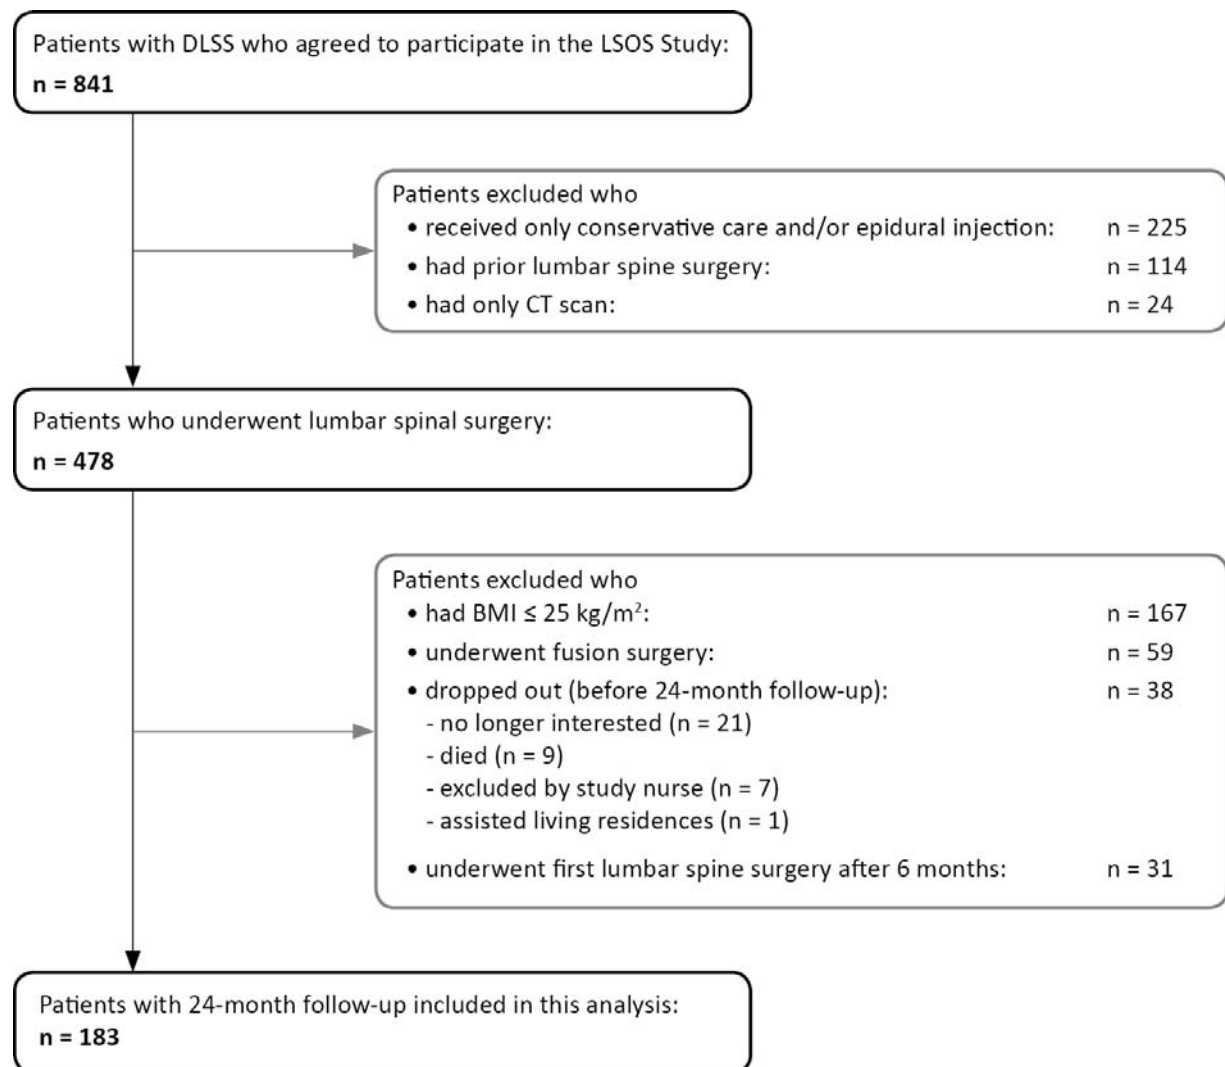 Patients with DLSS who agreed to participate in the LSOS Study:
n = 841
Patients excluded who
• received only conservative care and/or epidural injection: n = 225
• had prior lumbar spine surgery: n = 114
• had only CT scan: n = 24
Patients who underwent lumbar spinal surgery:
n = 478
Patients excluded who
• had BMI ≤ 25 kg/m²: n = 167
• underwent fusion surgery: n = 59
• dropped out (before 24-month follow-up): n = 38
- no longer interested (n = 21)
- died (n = 9)
- excluded by study nurse (n = 7)
- assisted living residences (n = 1)
• underwent first lumbar spine surgery after 6 months: n = 31
Patients with 24-month follow-up included in this analysis:
n = 183